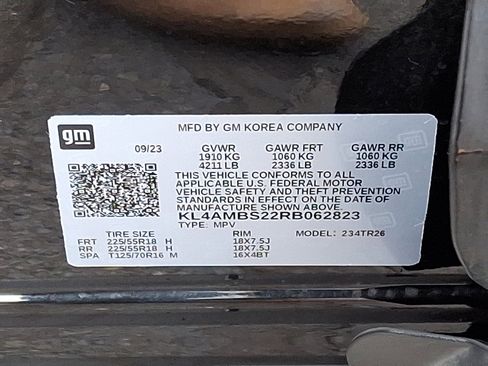 gm
MFD BY GM KOREA COMPANY
09/23 GVWR GAWR FRT GAWR RR
1910 KG 1060 KG 1060 KG
4211 LB 2336 LB 2336 LB
THIS VEHICLE CONFORMS TO ALL
APPLICABLE U.S. FEDERAL MOTOR
VEHICLE SAFETY AND THEFT PREVENTION
STANDARDS IN EFFECT ON THE DATE OF
MANUFACTURE SHOWN ABOVE.
KL4AMBS22RB062823
TYPE: MPV
TIRE SIZE RIM MODEL: 234TR26
FRT 225/55R18 H 18X7.5J
RR 225/55R18 H 18X7.5J
SPA T125/70R16 M 16X4BT